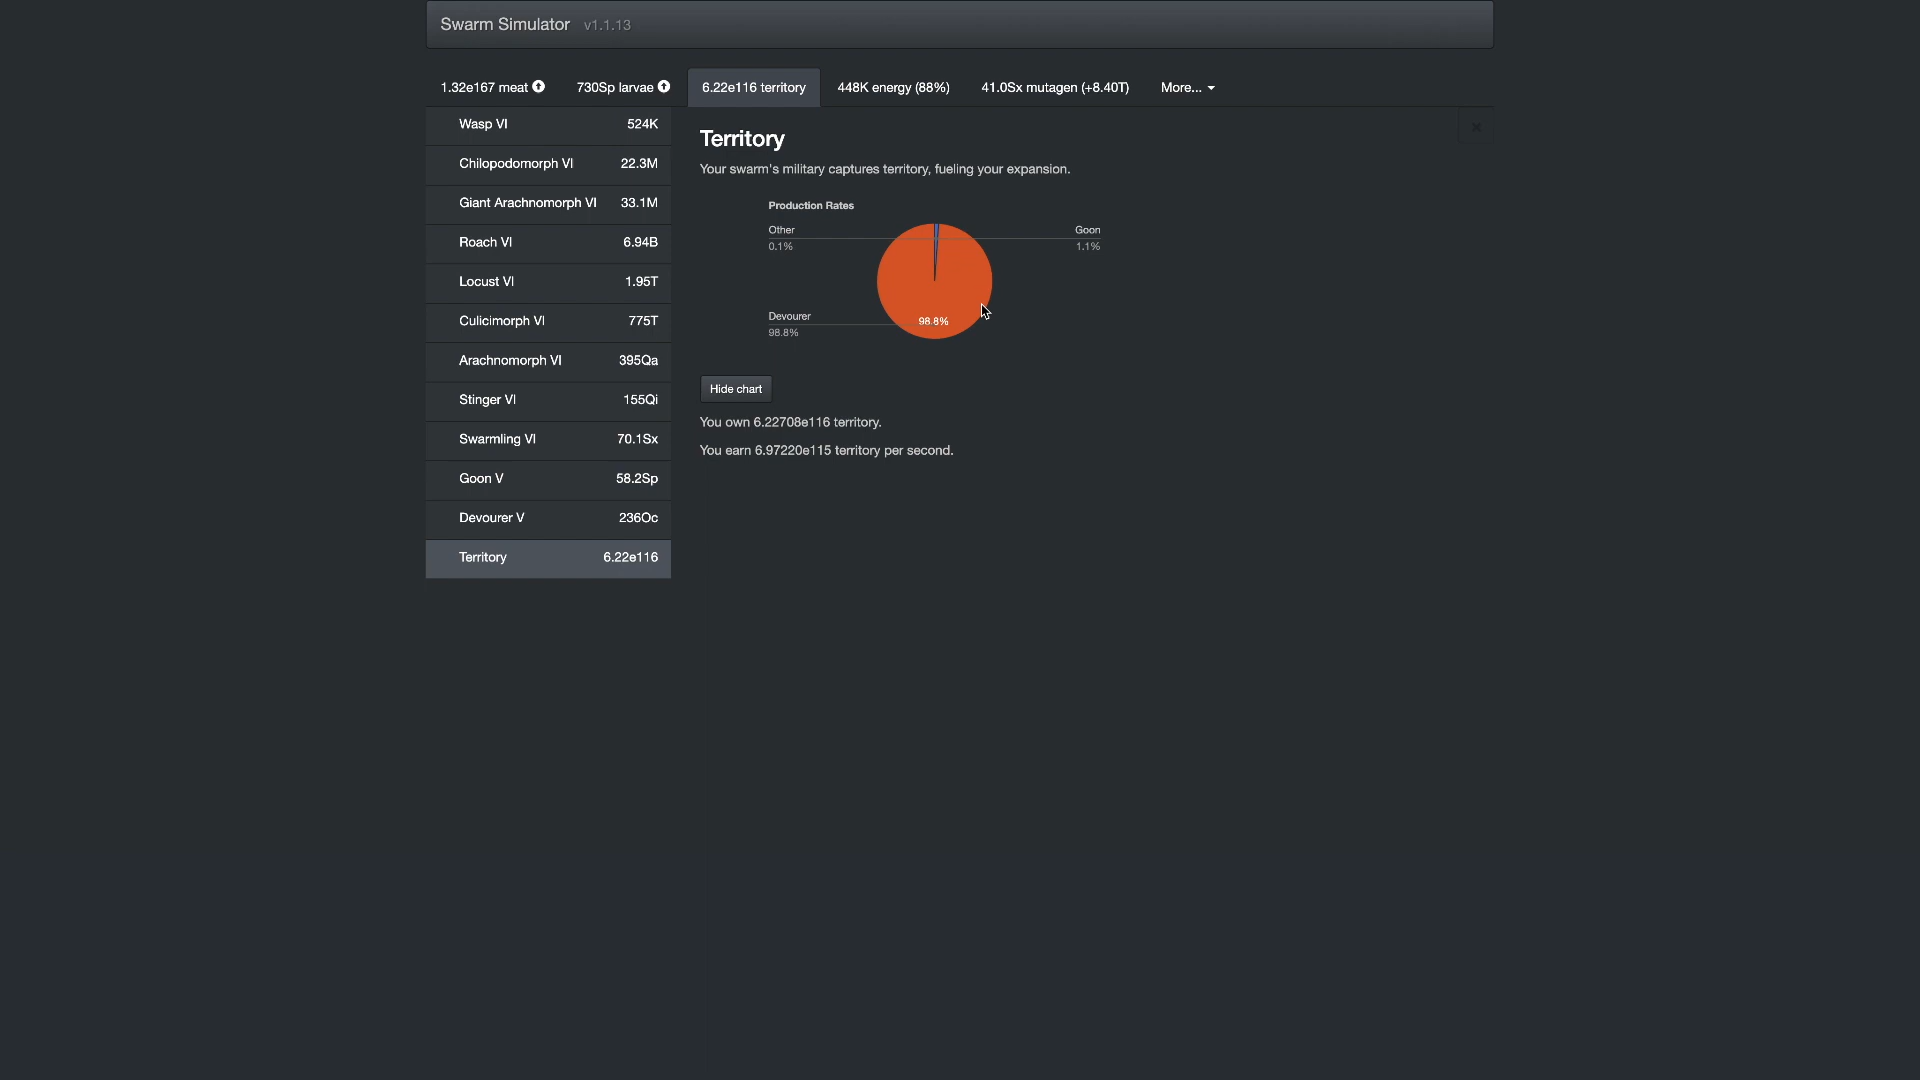 Swarm Simulator v1.1.13
1.32e167 meat 730Sp larvae 6.22e116 territory 448K energy (88%) 41.0Sx mutagen (+8.40T) More...
Wasp VI 524K
Chilopodomorph VI 22.3M
Giant Arachnomorph VI 33.1M
Roach VI 6.94B
Locust VI 1.95T
Culicimorph VI 775T
Arachnomorph VI 395Qa
Stinger VI 155Qi
Swarmling VI 70.1Sx
Goon V 58.2Sp
Devourer V 236Oc
Territory 6.22e116
Territory
Your swarm's military captures territory, fueling your expansion.
Production Rates
Other
0.1%
Goon
1.1%
Devourer
98.8%
98.8%
Hide chart
You own 6.22708e116 territory.
You earn 6.97220e115 territory per second.